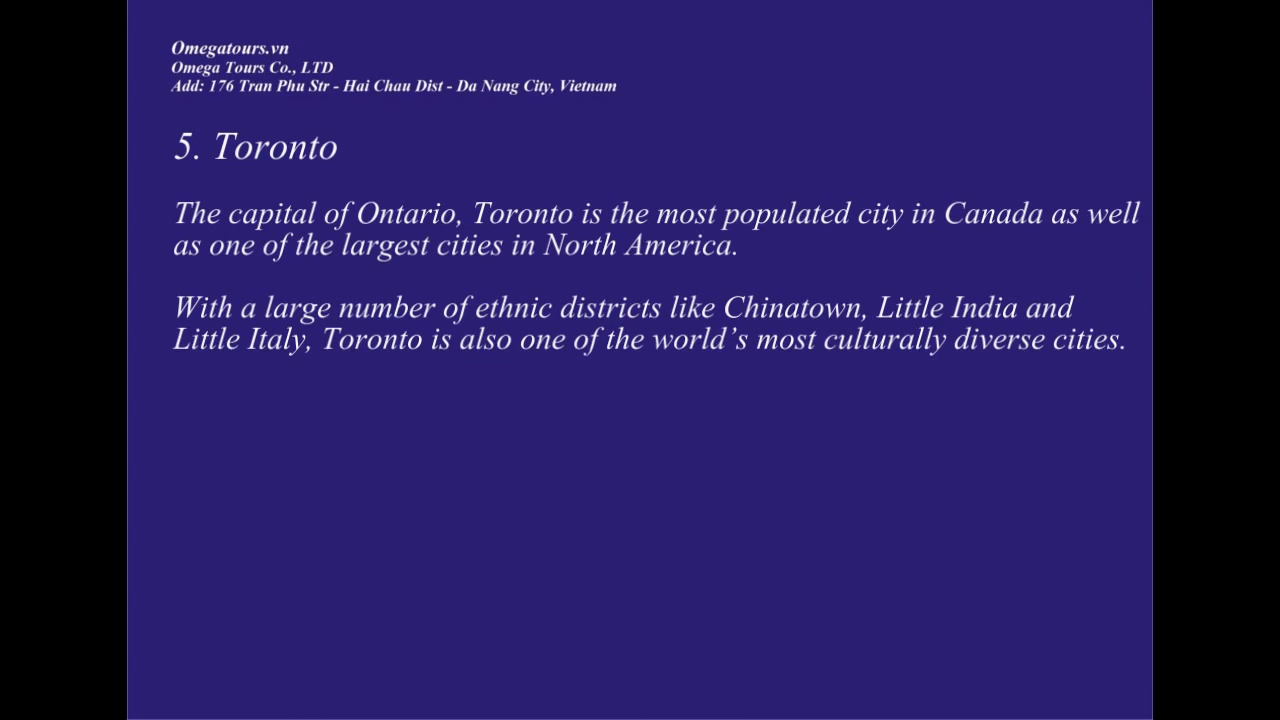 Omegatours.vn
Omega Tours Co., LTD
Add: 176 Tran Phu Str - Hai Chau Dist - Da Nang City, Vietnam
5. Toronto
The capital of Ontario, Toronto is the most populated city in Canada as well
as one of the largest cities in North America.
With a large number of ethnic districts like Chinatown, Little India and
Little Italy, Toronto is also one of the world’s most culturally diverse cities.